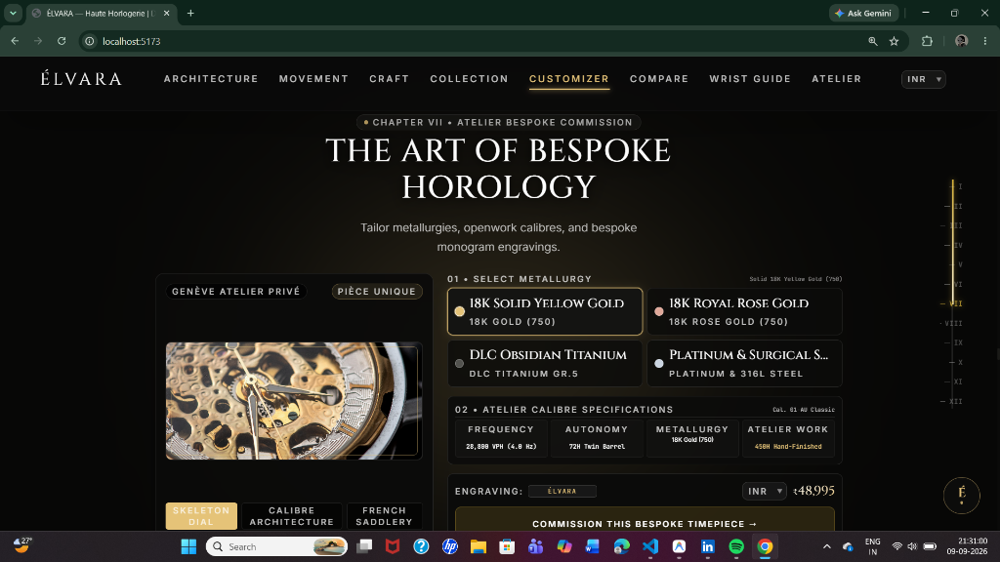 ÉLVARA — Haute Horlogerie | L
Ask Gemini
localhost:5173
ÉLVARA
ARCHITECTURE
MOVEMENT
CRAFT
COLLECTION
CUSTOMIZER
COMPARE
WRIST GUIDE
ATELIER
INR
• CHAPTER VII • ATELIER BESPOKE COMMISSION
THE ART OF BESPOKE
HOROLOGY
Tailor metallurgies, openwork calibres, and bespoke
monogram engravings.
GENÈVE ATELIER PRIVÉ
PIÈCE UNIQUE
SKELETON
DIAL
CALIBRE
ARCHITECTURE
FRENCH
SADDLERY
01 • SELECT METALLURGY
Solid 18K Yellow Gold (750)
18K SOLID YELLOW GOLD
18K GOLD (750)
18K ROYAL ROSE GOLD
18K ROSE GOLD (750)
DLC OBSIDIAN TITANIUM
DLC TITANIUM GR.5
PLATINUM & SURGICAL S...
PLATINUM & 316L STEEL
02 • ATELIER CALIBRE SPECIFICATIONS
Cal. 81 AU Classic
FREQUENCY
28,800 VPH (4.0 Hz)
AUTONOMY
72H Twin Barrel
METALLURGY
18K Gold (750)
ATELIER WORK
450H Hand-Finished
ENGRAVING:
ÉLVARA
INR
₹48,995
COMMISSION THIS BESPOKE TIMEPIECE →
I
II
III
IV
V
VI
VII
VIII
IX
X
XI
XII
É
27°
Search
ENG
IN
21:31:00
09-09-2026